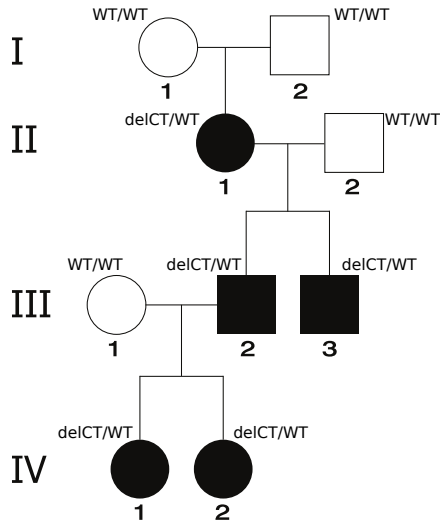 WT/WT WT/WT
I
1 2
delCT/WT WT/WT
II
1 2
WT/WT delCT/WT delCT/WT
III
1 2 3
delCT/WT delCT/WT
IV
1 2